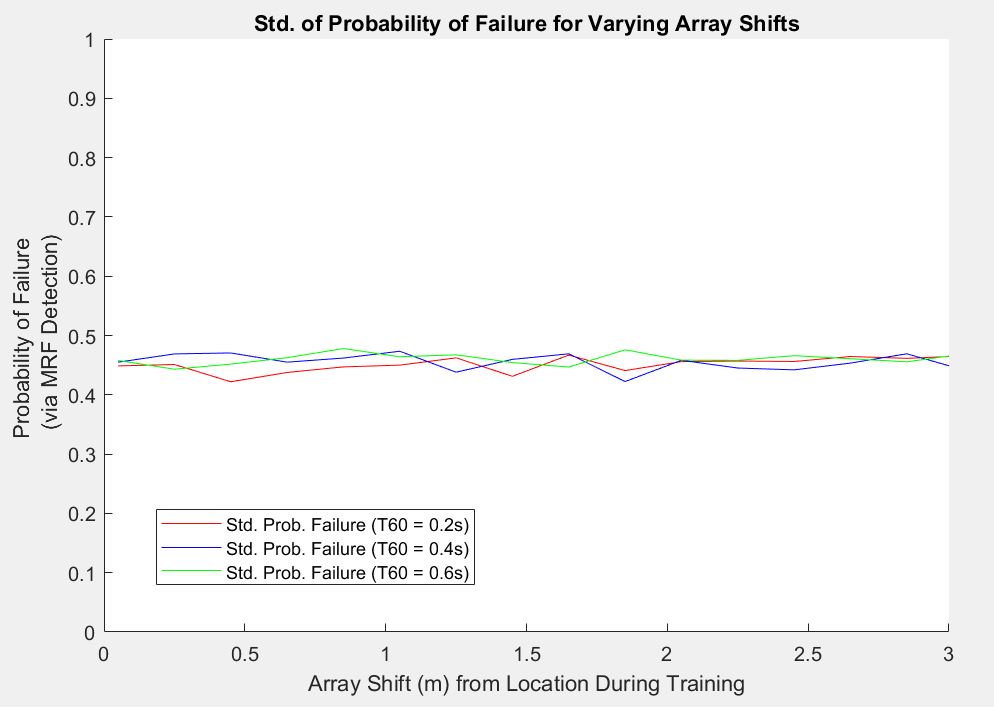 Std. of Probability of Failure for Varying Array Shifts
1
0.9
0.8
0.7
0.6
0.5
0.4
0.3
0.2
0.1
0
Probability of Failure
(via MRF Detection)
Std. Prob. Failure (T60 = 0.2s)
Std. Prob. Failure (T60 = 0.4s)
Std. Prob. Failure (T60 = 0.6s)
0 0.5 1 1.5 2 2.5 3
Array Shift (m) from Location During Training